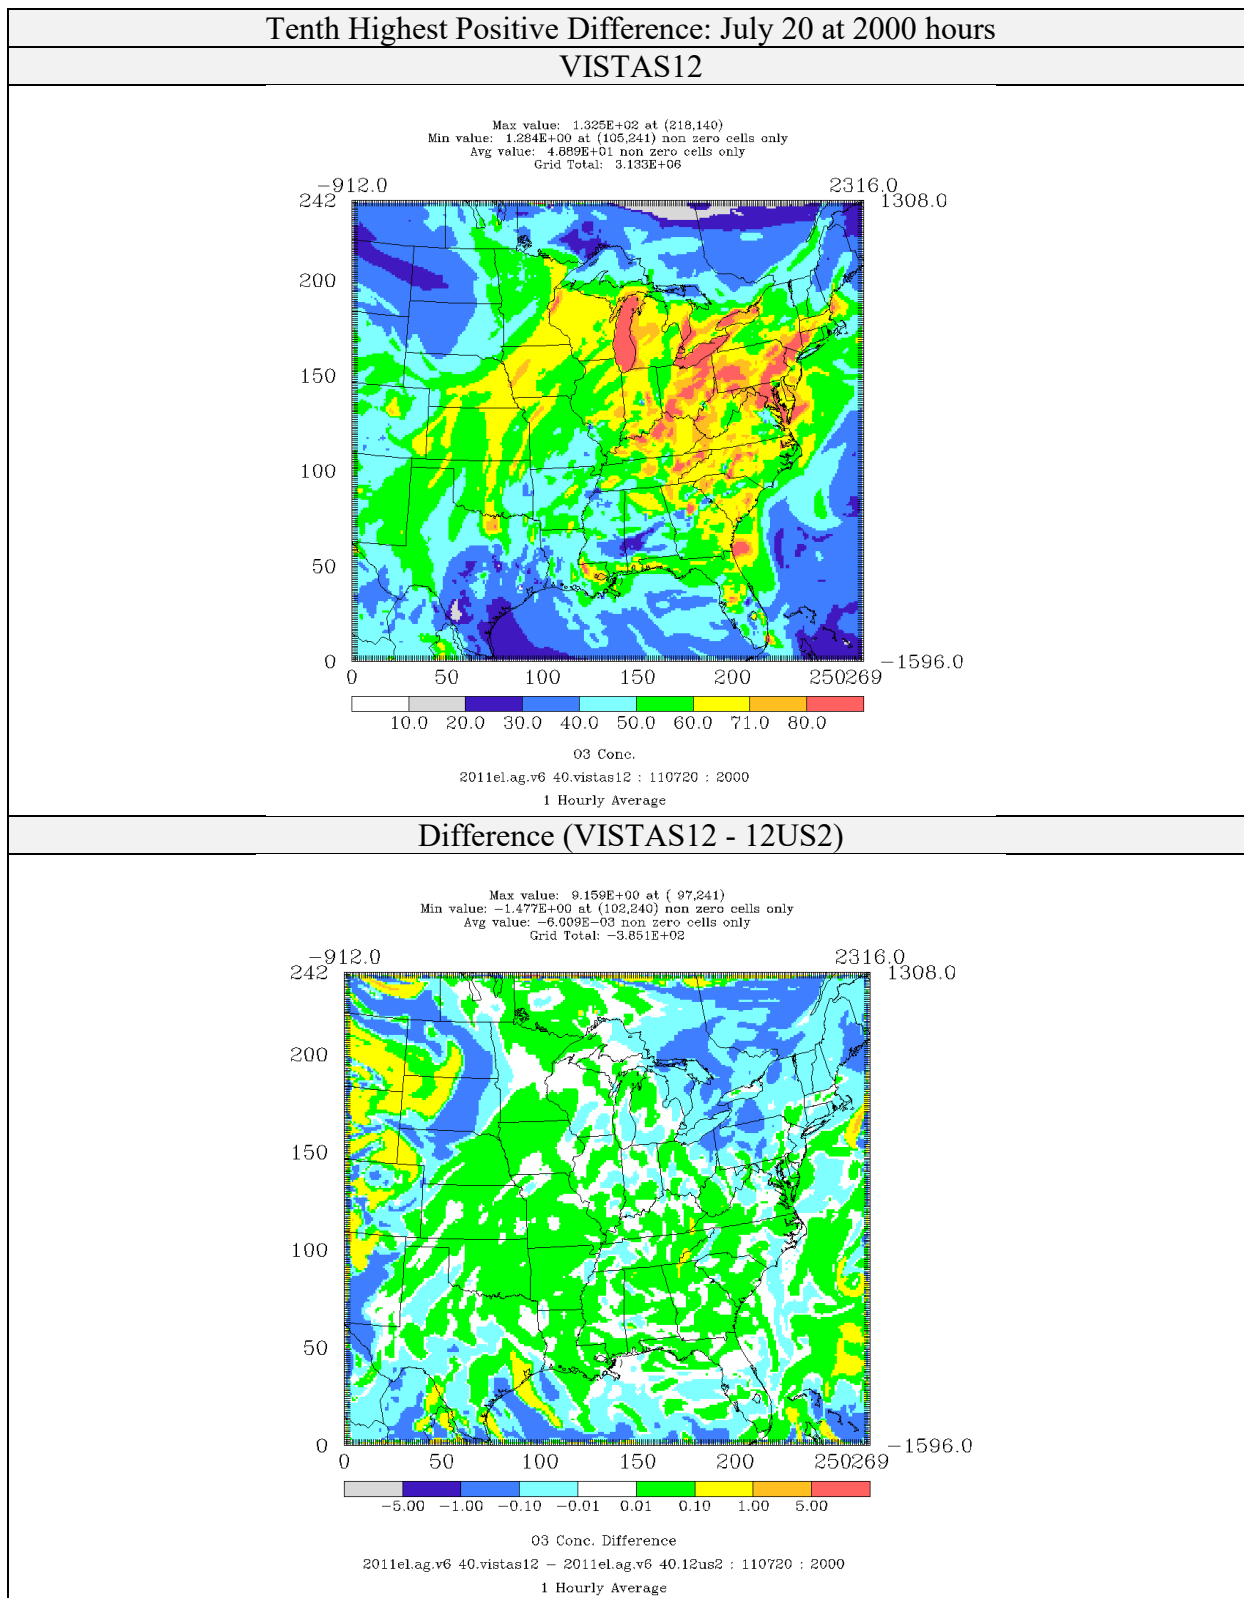 Tenth Highest Positive Difference: July 20 at 2000 hours
VISTAS12
Max value: 1.325E+02 at (218,140)
Min value: 1.284E+00 at (105,241) non zero cells only
Avg value: 4.889E+01 non zero cells only
Grid Total: 3.133E+06
-912.0 2316.0
242 1308.0
200
150
100
50
0 -1596.0
0 50 100 150 200 250269
10.0 20.0 30.0 40.0 50.0 60.0 71.0 80.0
O3 Conc.
2011el.ag.v6 40.vistas12 : 110720 : 2000
1 Hourly Average
Difference (VISTAS12 - 12US2)
Max value: 9.159E+00 at ( 97,241)
Min value: -1.477E+00 at (102,240) non zero cells only
Avg value: -6.009E-03 non zero cells only
Grid Total: -3.851E+02
-912.0 2316.0
242 1308.0
200
150
100
50
0 -1596.0
0 50 100 150 200 250269
-5.00 -1.00 -0.10 -0.01 0.01 0.10 1.00 5.00
O3 Conc. Difference
2011el.ag.v6 40.vistas12 - 2011el.ag.v6 40.12us2 : 110720 : 2000
1 Hourly Average